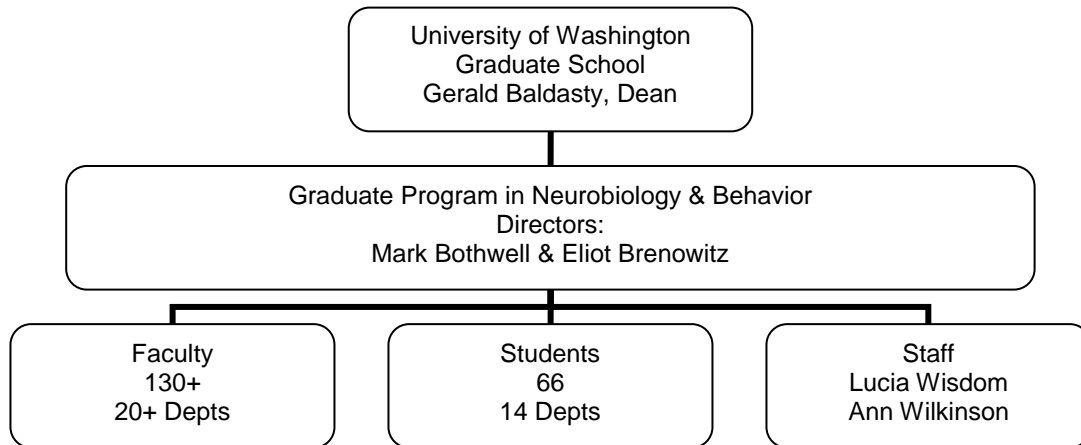 University of Washington
Graduate School
Gerald Baldasty, Dean
Graduate Program in Neurobiology & Behavior
Directors:
Mark Bothwell & Eliot Brenowitz
Faculty
130+
20+ Depts
Students
66
14 Depts
Staff
Lucia Wisdom
Ann Wilkinson